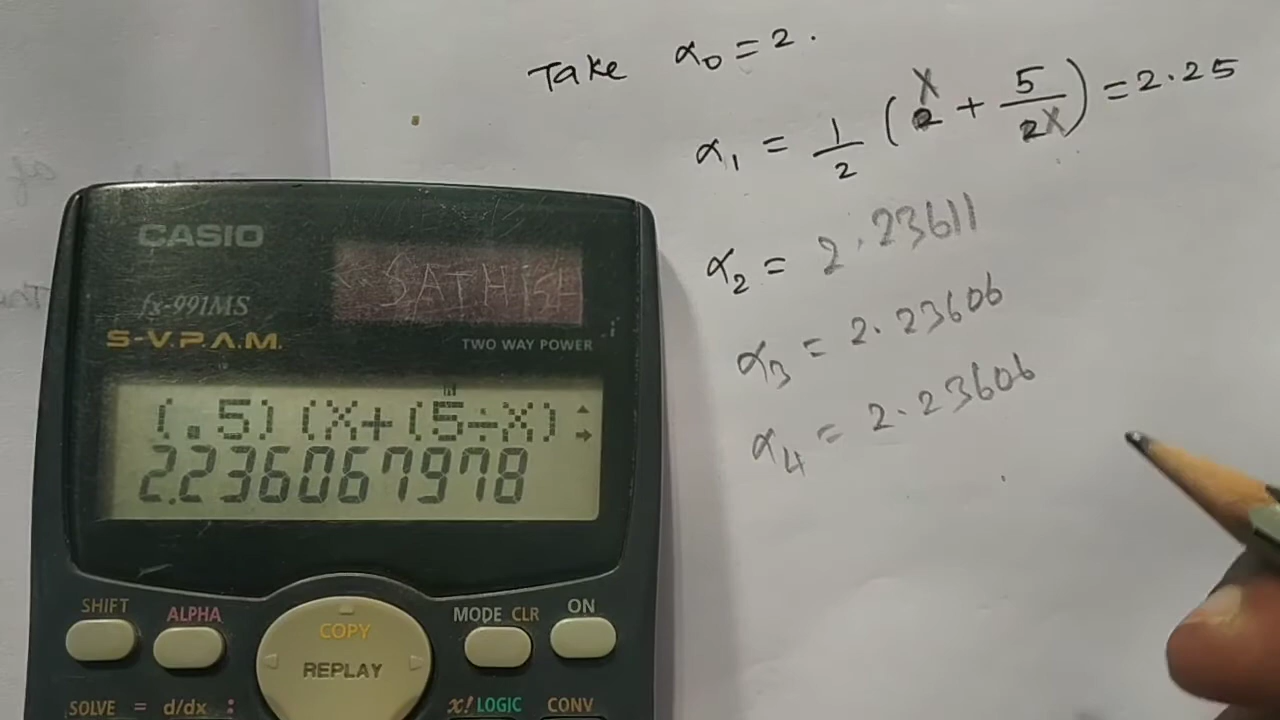 Take α₀ = 2.
α₁ = 1/2 (2 + 5/2) = 2.25
x
x
α₂ = 2.23611
α₃ = 2.23606
α₄ = 2.23606
CASIO
SATHISH
fx-991MS
S-V.P.A.M.
TWO WAY POWER
(.5)(X+(5÷X)
2.236067978
SHIFT ALPHA MODE CLR ON
COPY
REPLAY
SOLVE = d/dx : x! LOGIC CONV